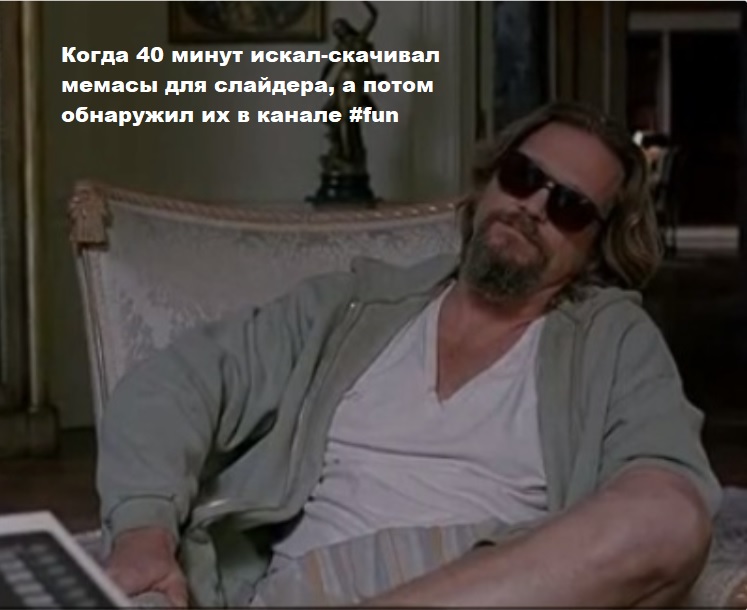 Когда 40 минут искал-скачивал
мемасы для слайдера, а потом
обнаружил их в канале #fun